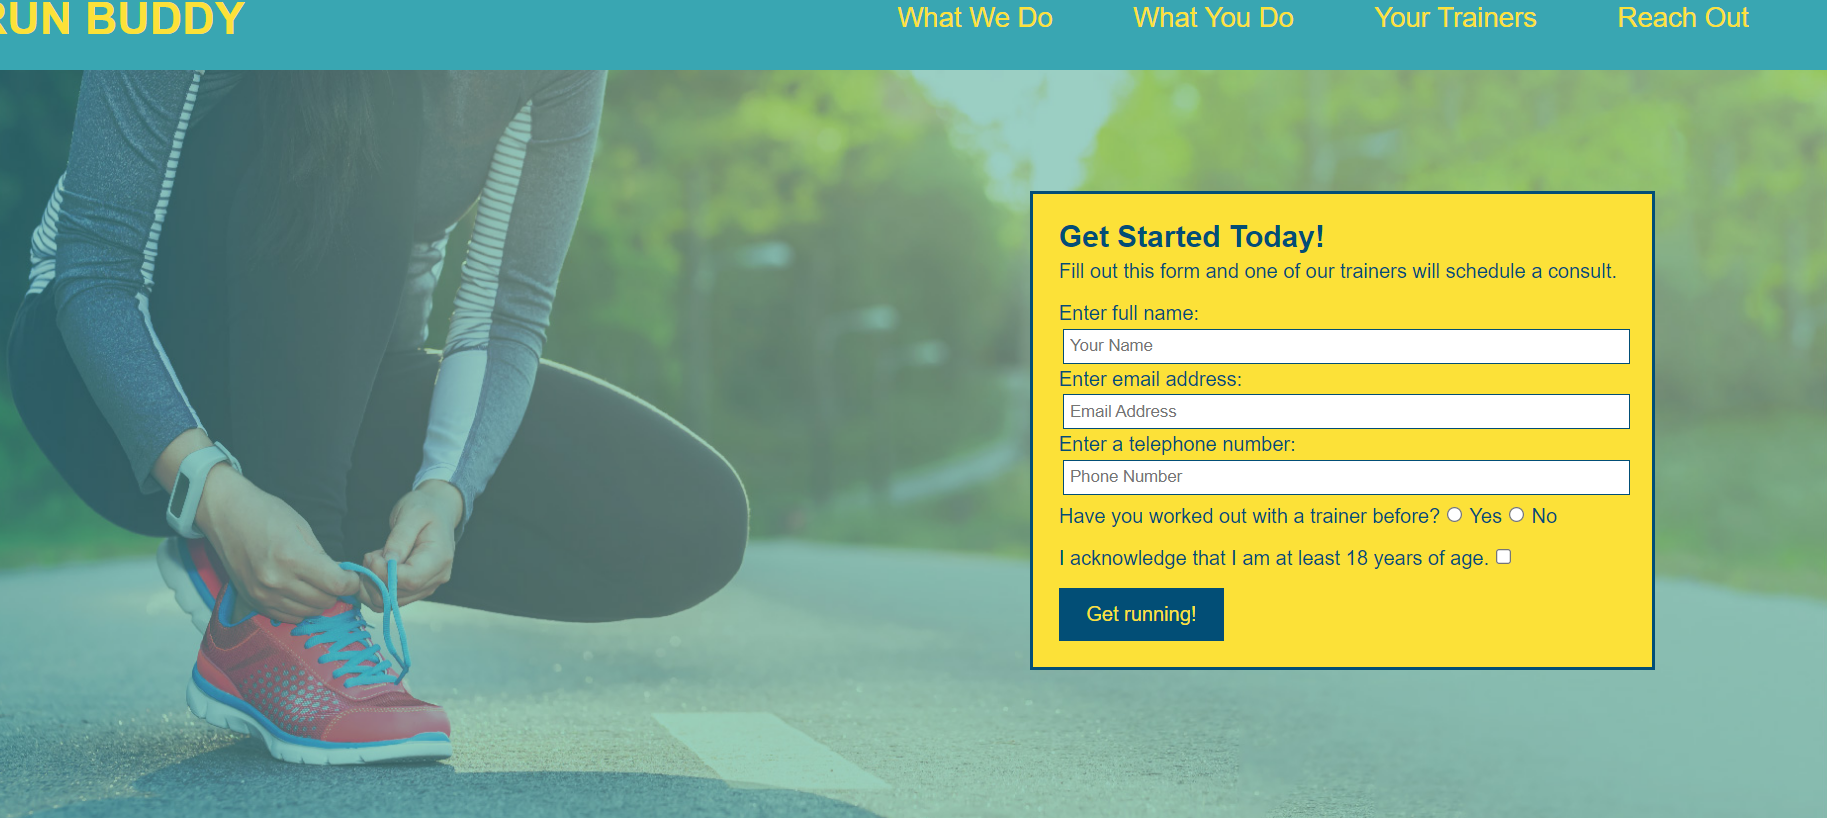 RUN BUDDY
What We Do What You Do Your Trainers Reach Out
Get Started Today!
Fill out this form and one of our trainers will schedule a consult.
Enter full name:
Your Name
Enter email address:
Email Address
Enter a telephone number:
Phone Number
Have you worked out with a trainer before? Yes No
I acknowledge that I am at least 18 years of age.
Get running!